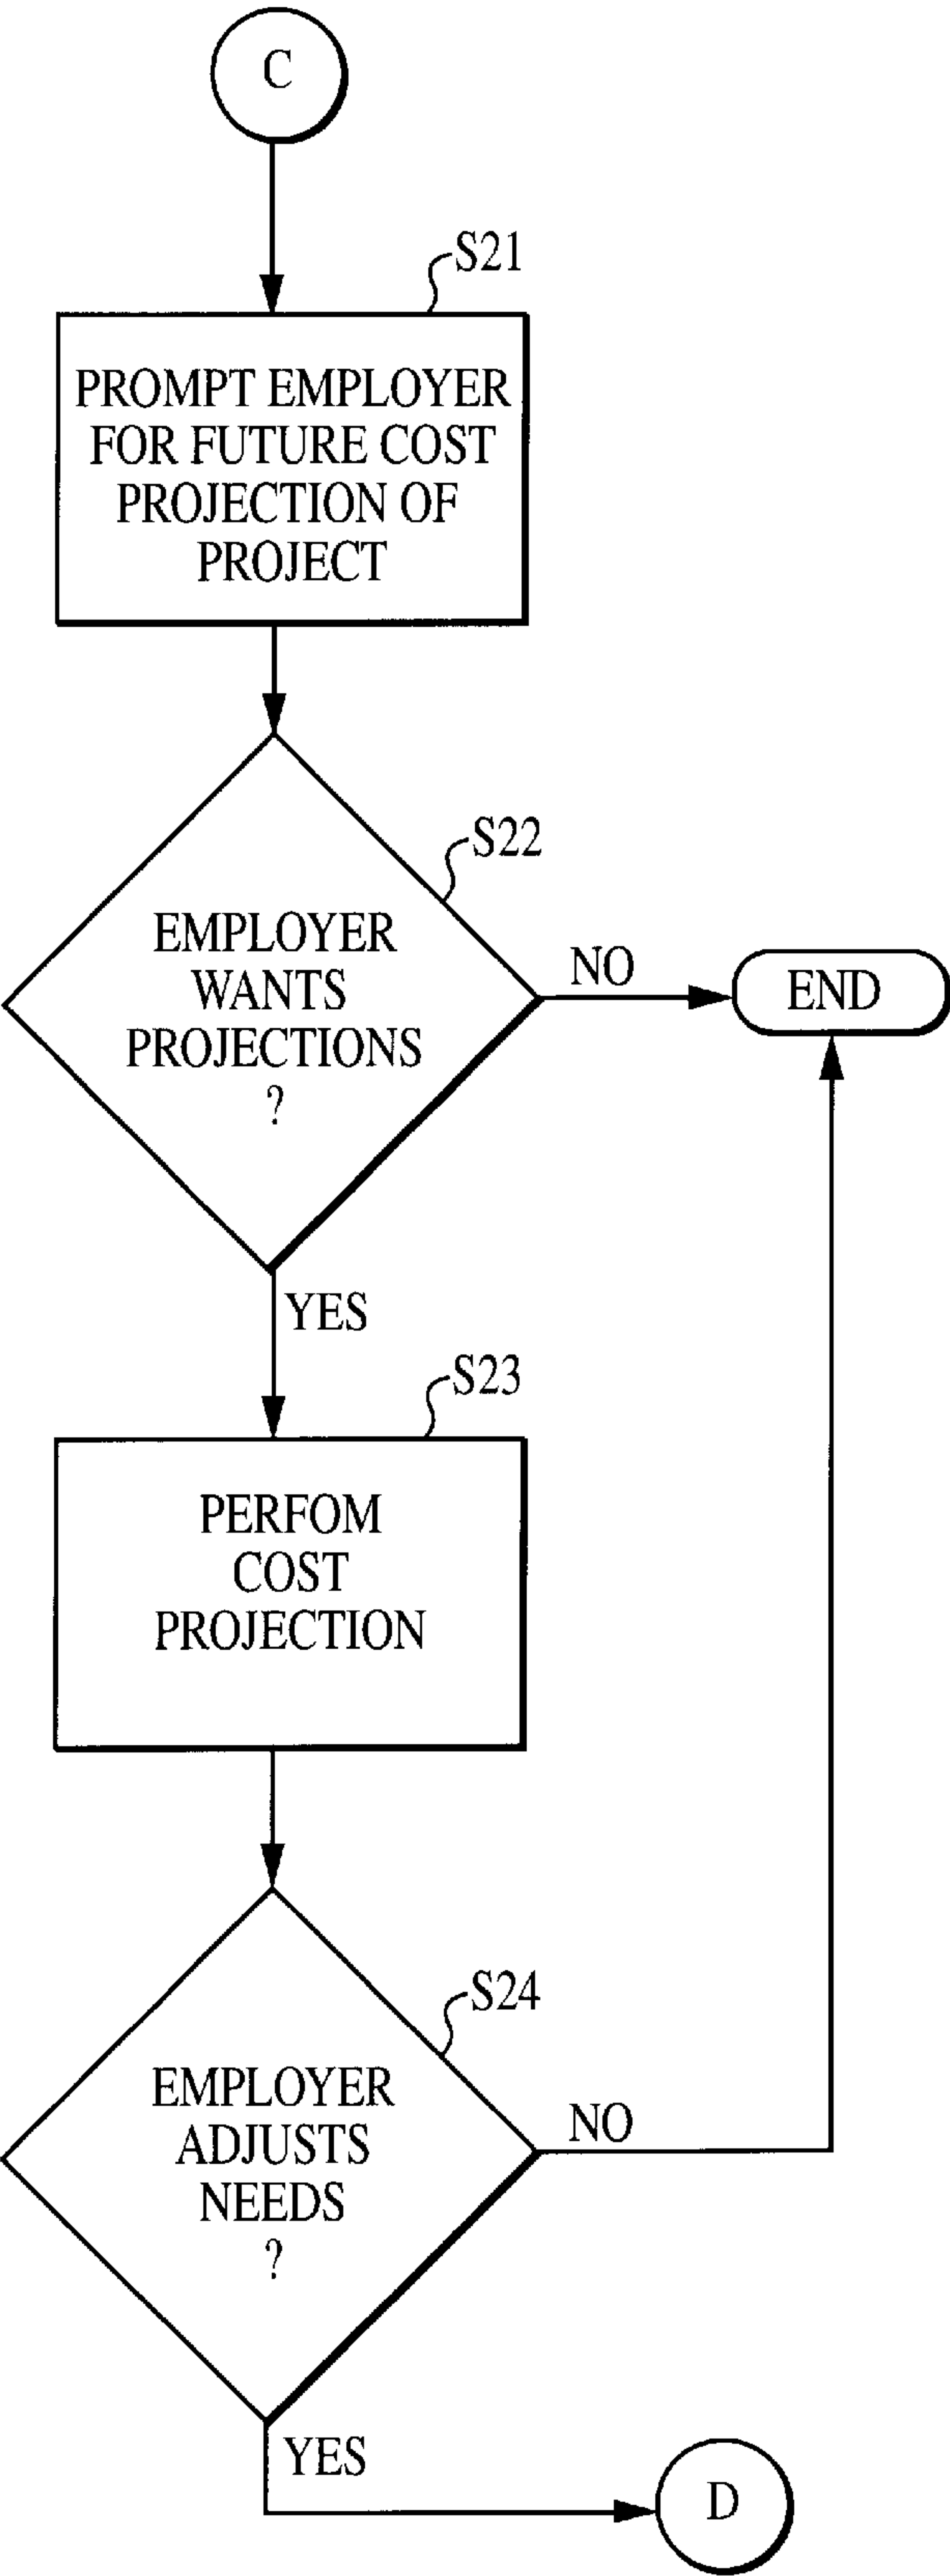 C
S21
PROMPT EMPLOYER
FOR FUTURE COST
PROJECTION OF
PROJECT
S22
EMPLOYER
WANTS
PROJECTIONS
?
NO
END
YES
S23
PERFOM
COST
PROJECTION
S24
EMPLOYER
ADJUSTS
NEEDS
?
NO
YES
D